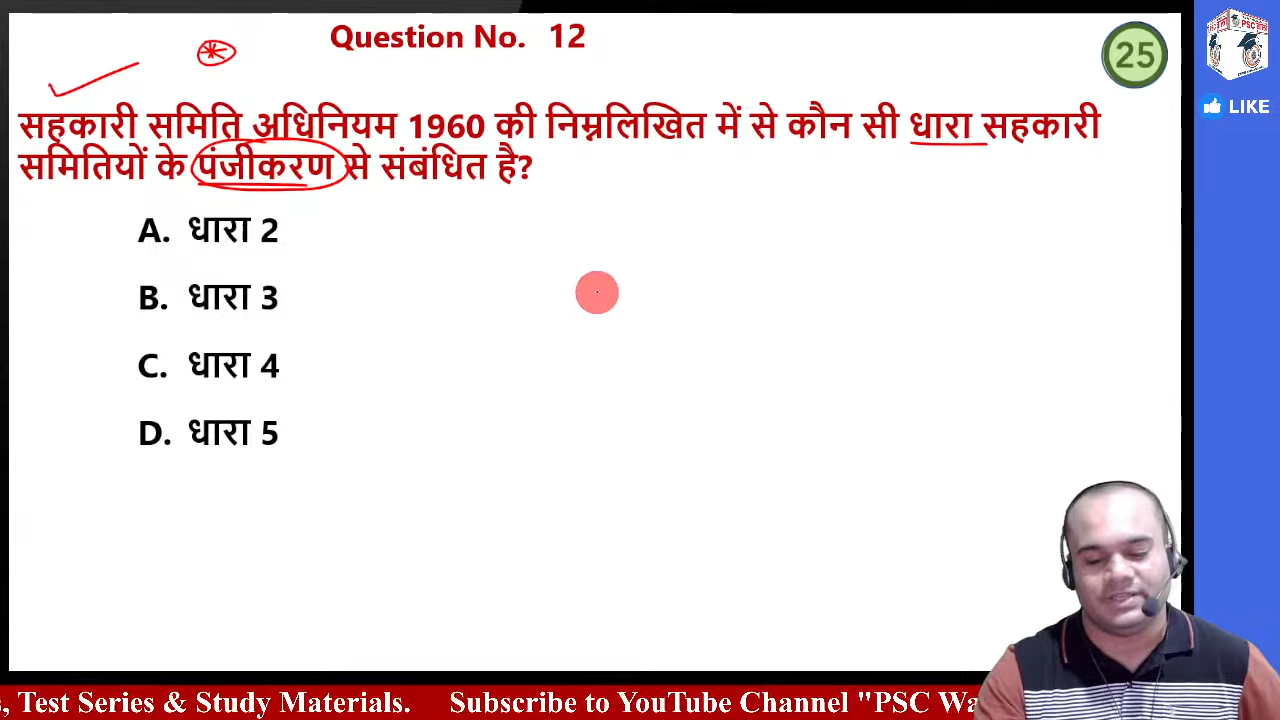 Question No. 12
25
PSC
LIKE
सहकारी समिति अधिनियम 1960 की निम्नलिखित में से कौन सी धारा सहकारी
समितियों के पंजीकरण से संबंधित है?
A. धारा 2
B. धारा 3
C. धारा 4
D. धारा 5
, Test Series & Study Materials. Subscribe to YouTube Channel "PSC Wa